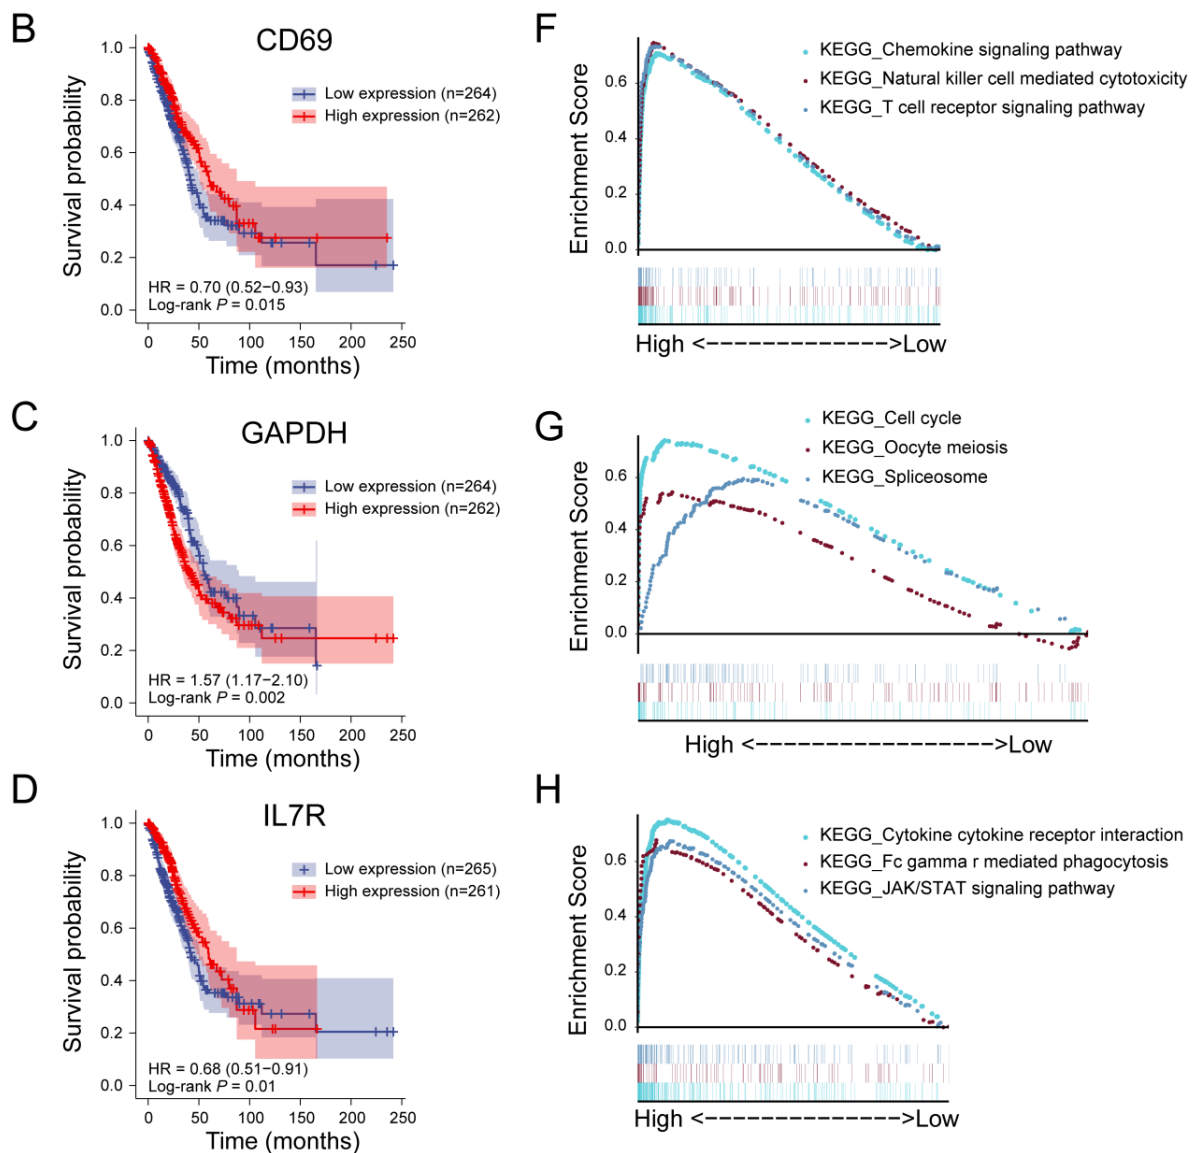 B
CD69
Survival probability
1.0
0.8
0.6
0.4
0.2
0.0
Low expression (n=264)
High expression (n=262)
HR = 0.70 (0.52−0.93)
Log-rank P = 0.015
0 50 100 150 200 250
Time (months)
F
Enrichment Score
0.6
0.4
0.2
0.0
KEGG_Chemokine signaling pathway
KEGG_Natural killer cell mediated cytotoxicity
KEGG_T cell receptor signaling pathway
High <-------------->Low
C
GAPDH
Survival probability
1.0
0.8
0.6
0.4
0.2
0.0
Low expression (n=264)
High expression (n=262)
HR = 1.57 (1.17−2.10)
Log-rank P = 0.002
0 50 100 150 200 250
Time (months)
G
Enrichment Score
0.6
0.4
0.2
0.0
KEGG_Cell cycle
KEGG_Oocyte meiosis
KEGG_Spliceosome
High <------------------->Low
D
IL7R
Survival probability
1.0
0.8
0.6
0.4
0.2
0.0
Low expression (n=265)
High expression (n=261)
HR = 0.68 (0.51−0.91)
Log-rank P = 0.01
0 50 100 150 200 250
Time (months)
H
Enrichment Score
0.6
0.4
0.2
0.0
KEGG_Cytokine cytokine receptor interaction
KEGG_Fc gamma r mediated phagocytosis
KEGG_JAK/STAT signaling pathway
High <--------------->Low